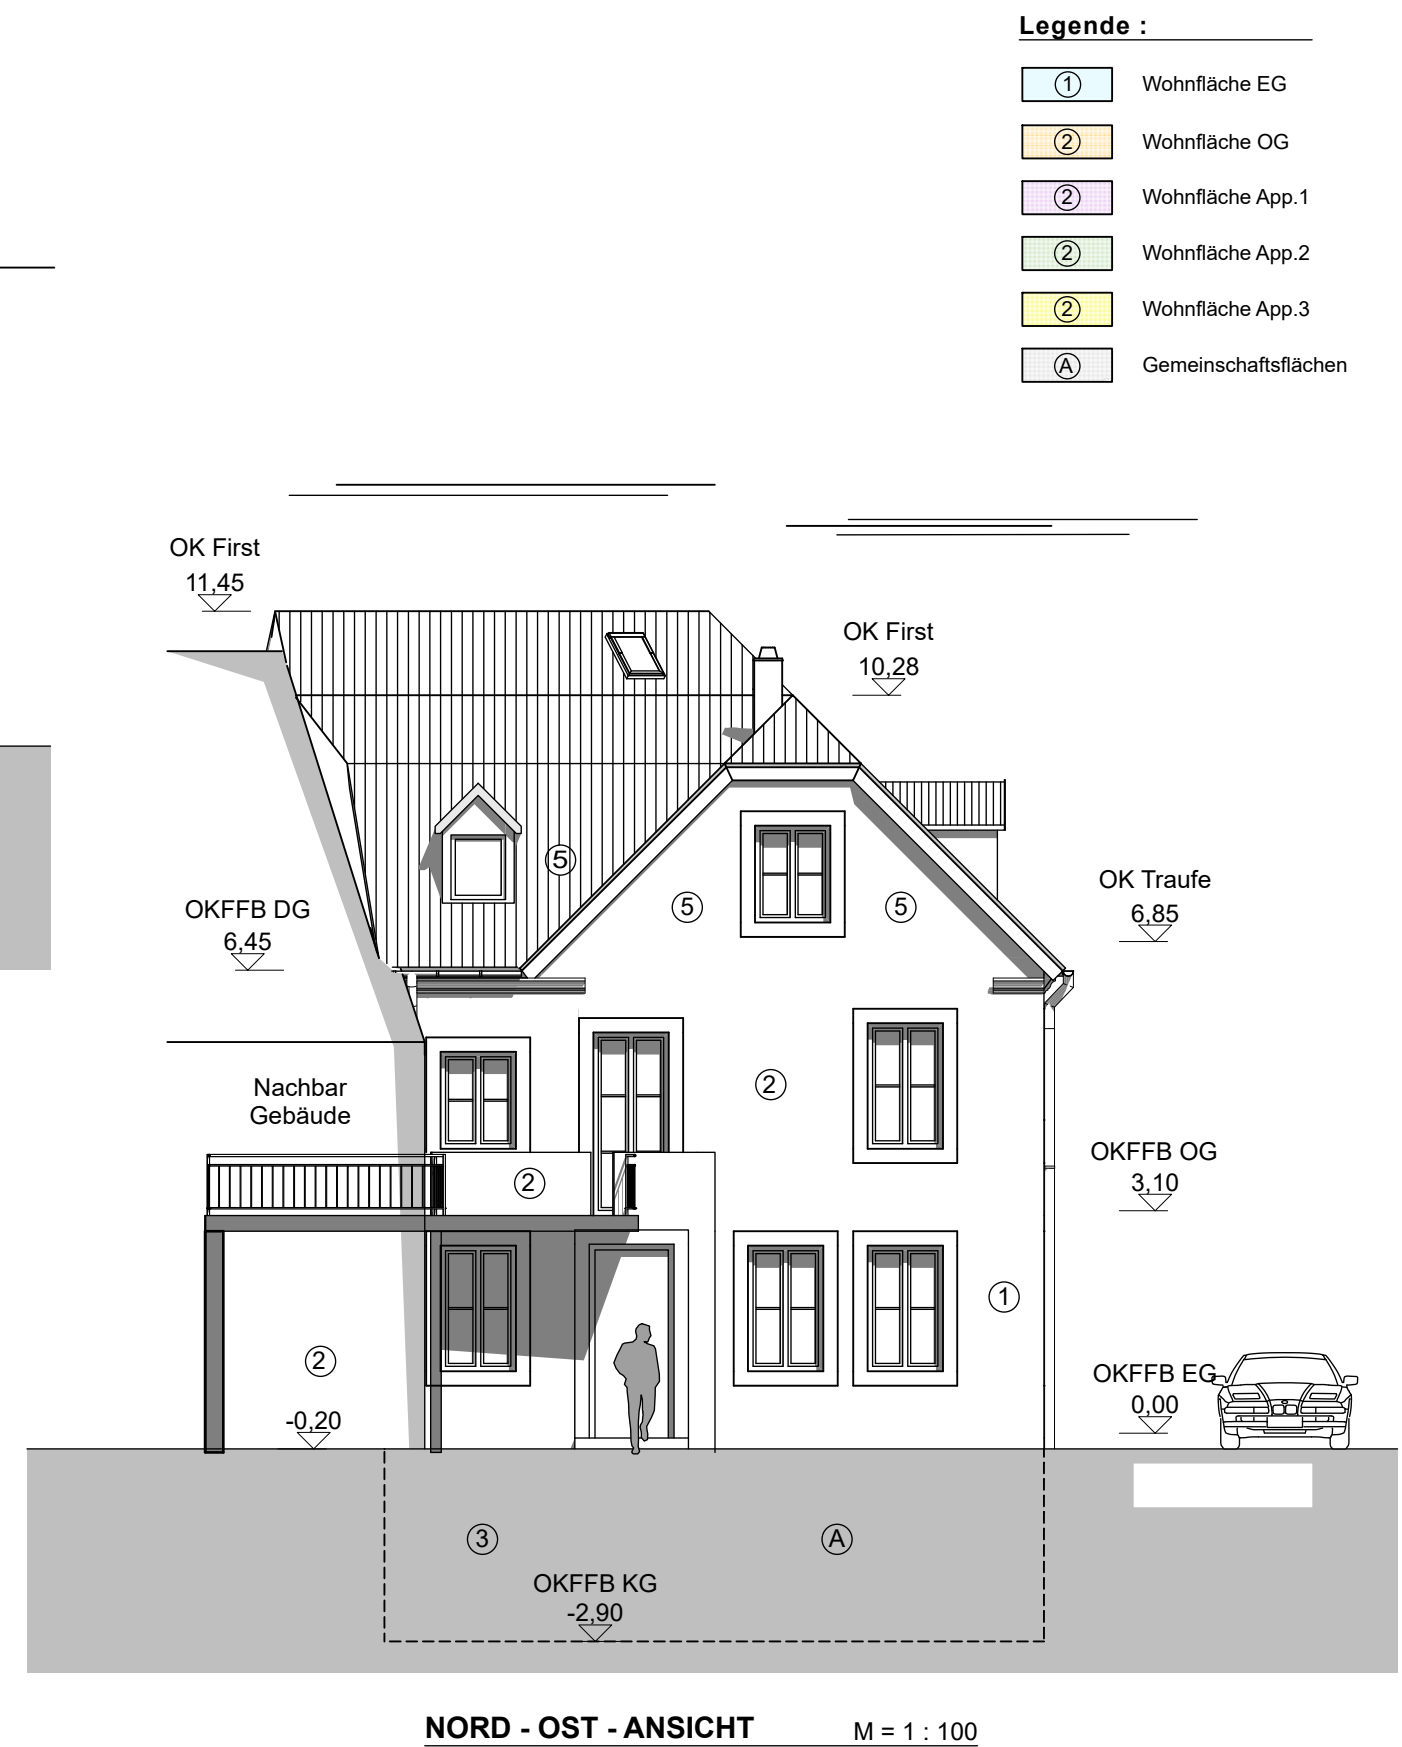 Legende :
1 Wohnfläche EG
2 Wohnfläche OG
2 Wohnfläche App.1
2 Wohnfläche App.2
2 Wohnfläche App.3
A Gemeinschaftsflächen
OK First
11,45
OK First
10,28
5
OKFFB DG
6,45
5
5
OK Traufe
6,85
Nachbar
Gebäude
2
OKFFB OG
3,10
2
1
2
-0,20
OKFFB EG
0,00
3
A
OKFFB KG
-2,90
NORD - OST - ANSICHT M = 1 : 100